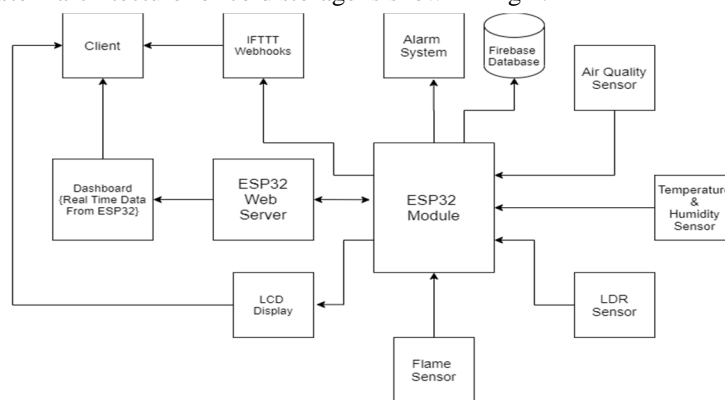 Client
IFTTT
Webhooks
Alarm
System
Firebase
Database
Air Quality
Sensor
Dashboard
{Real Time Data
From ESP32}
ESP32
Web
Server
ESP32
Module
Temperature
&
Humidity
Sensor
LCD
Display
LDR
Sensor
Flame
Sensor